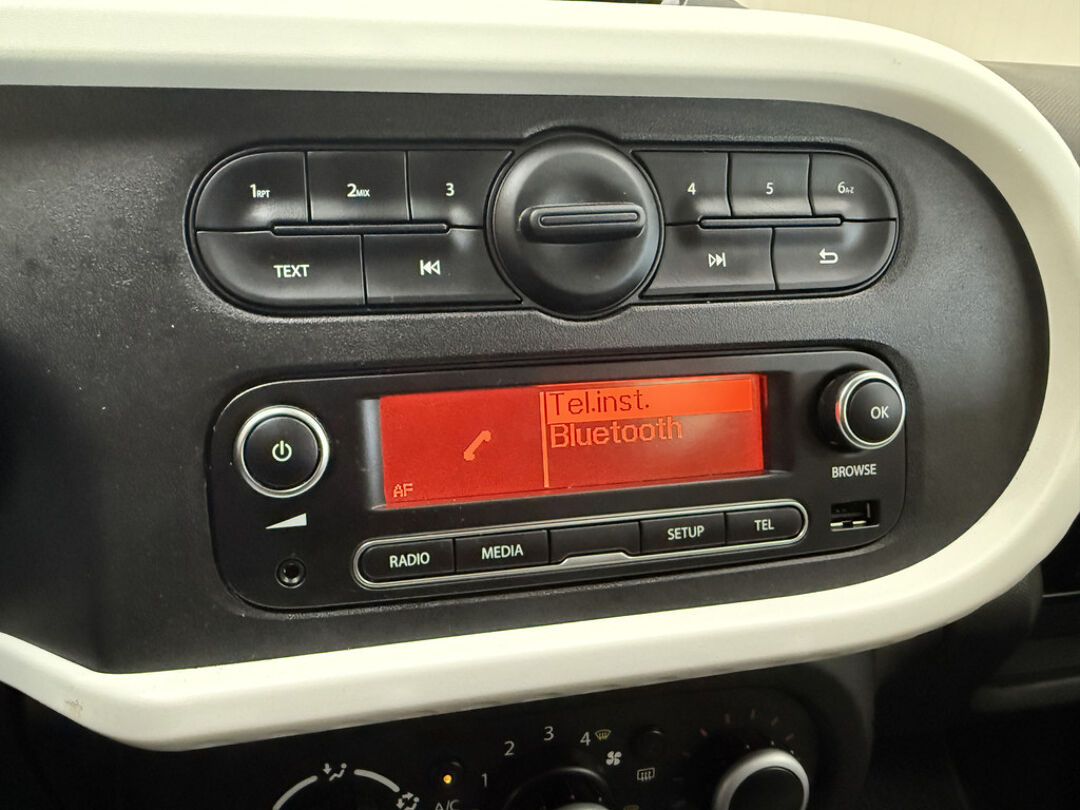 1RPT 2MIX 3 4 5 6A-Z
TEXT
Tel.inst.
Bluetooth
AF
OK
BROWSE
RADIO MEDIA SETUP TEL
1 2 3 4
A/C